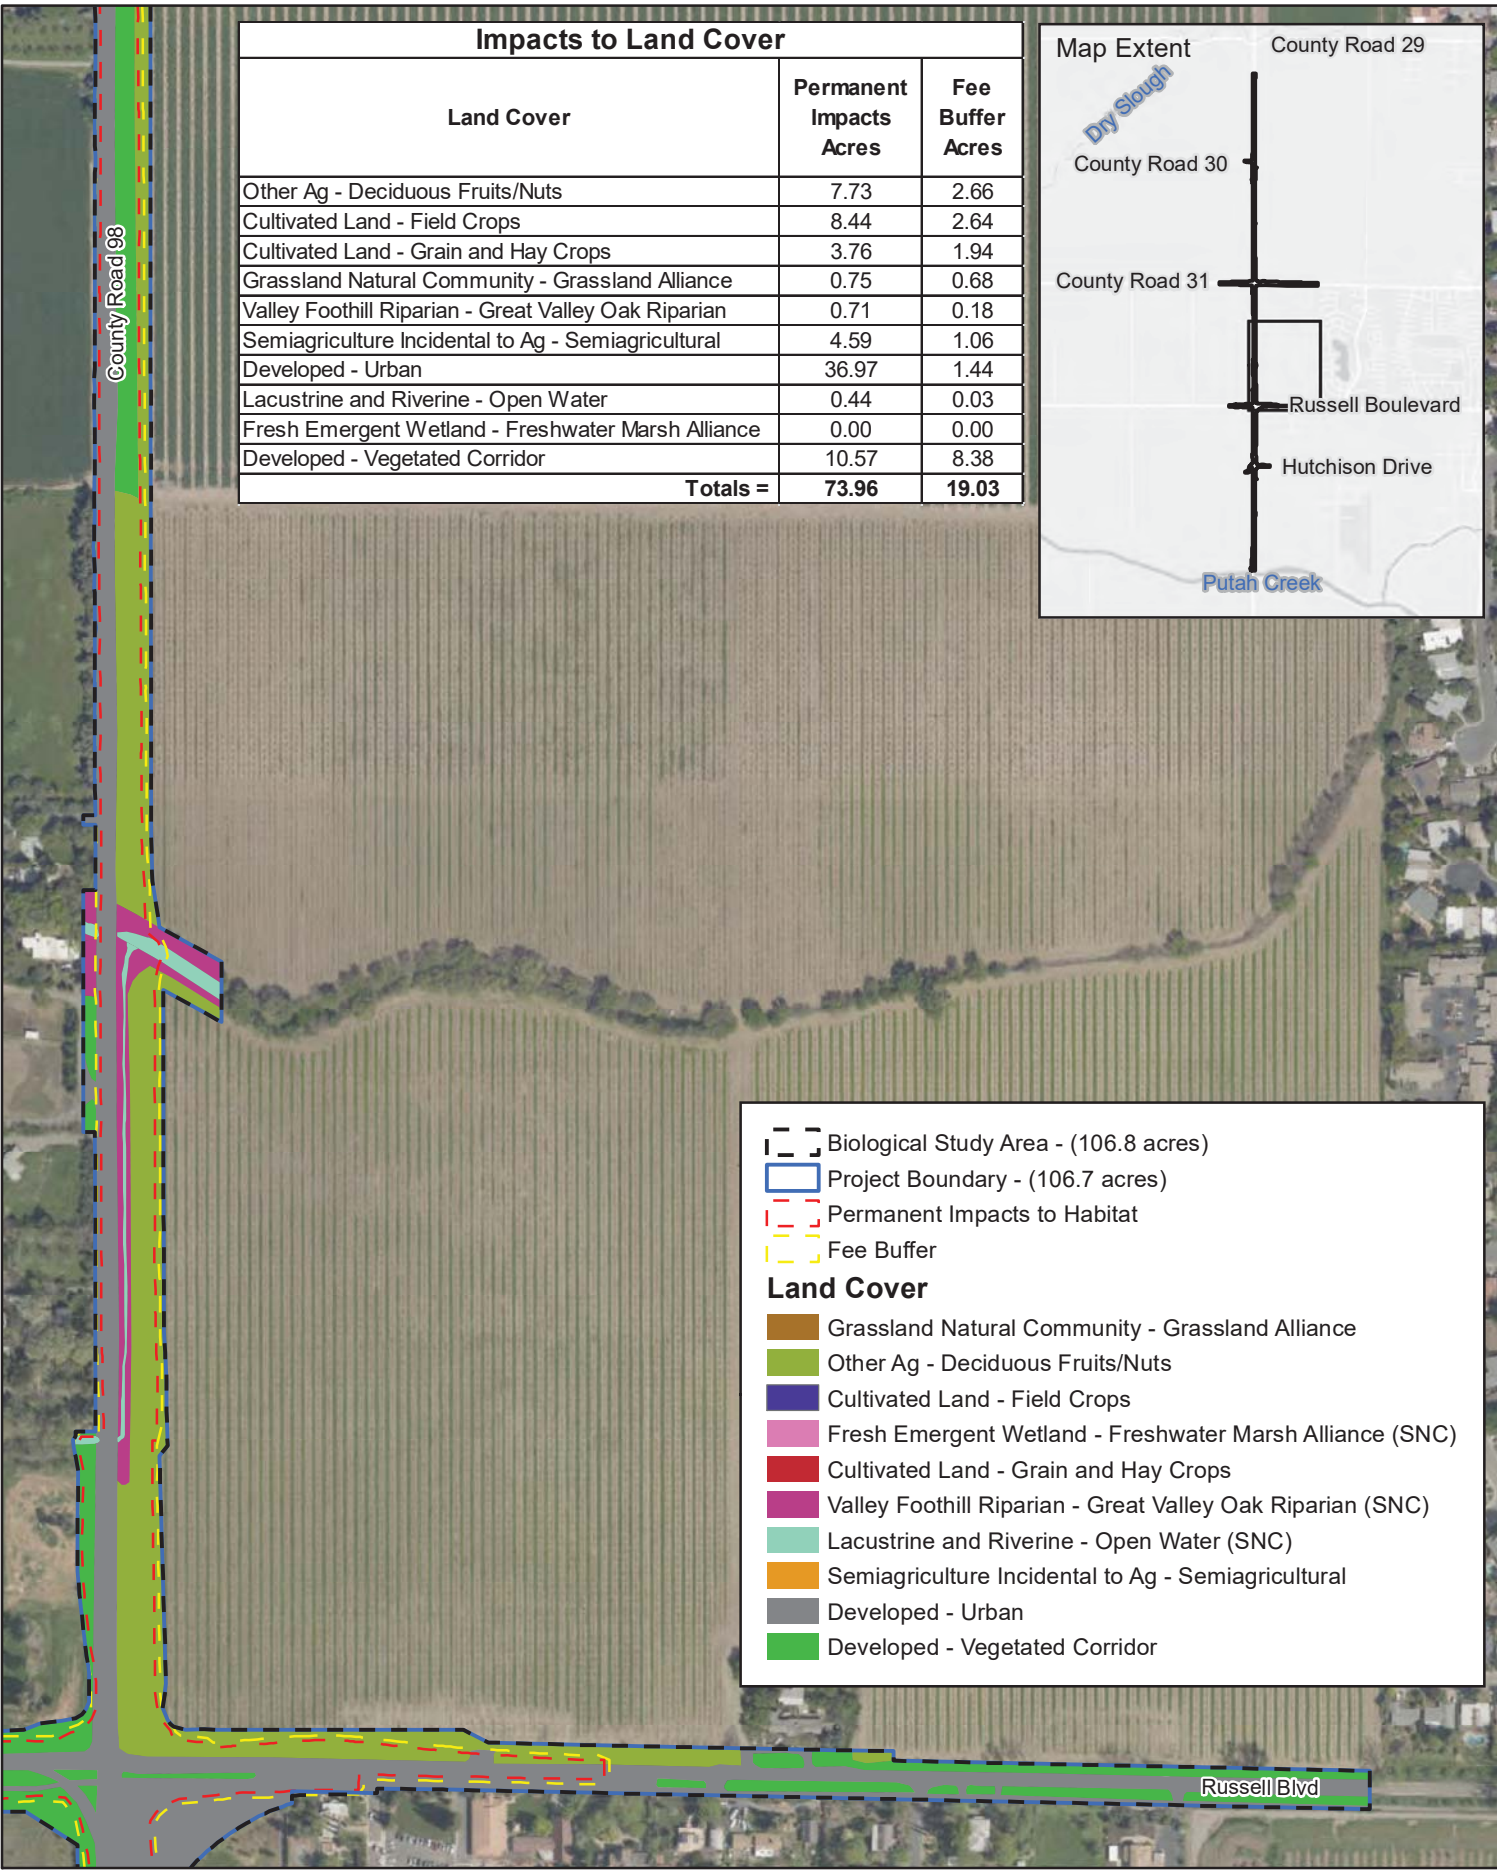 Impacts to Land Cover
Land Cover
Permanent
Impacts
Acres
Fee
Buffer
Acres
Other Ag - Deciduous Fruits/Nuts 7.73 2.66
Cultivated Land - Field Crops 8.44 2.64
Cultivated Land - Grain and Hay Crops 3.76 1.94
Grassland Natural Community - Grassland Alliance 0.75 0.68
Valley Foothill Riparian - Great Valley Oak Riparian 0.71 0.18
Semiagriculture Incidental to Ag - Semiagricultural 4.59 1.06
Developed - Urban 36.97 1.44
Lacustrine and Riverine - Open Water 0.44 0.03
Fresh Emergent Wetland - Freshwater Marsh Alliance 0.00 0.00
Developed - Vegetated Corridor 10.57 8.38
Totals = 73.96 19.03
Map Extent
County Road 29
Dry Slough
County Road 30
County Road 31
Russell Boulevard
Hutchison Drive
Putah Creek
County Road 98
Biological Study Area - (106.8 acres)
Project Boundary - (106.7 acres)
Permanent Impacts to Habitat
Fee Buffer
Land Cover
Grassland Natural Community - Grassland Alliance
Other Ag - Deciduous Fruits/Nuts
Cultivated Land - Field Crops
Fresh Emergent Wetland - Freshwater Marsh Alliance (SNC)
Cultivated Land - Grain and Hay Crops
Valley Foothill Riparian - Great Valley Oak Riparian (SNC)
Lacustrine and Riverine - Open Water (SNC)
Semiagriculture Incidental to Ag - Semiagricultural
Developed - Urban
Developed - Vegetated Corridor
Russell Blvd